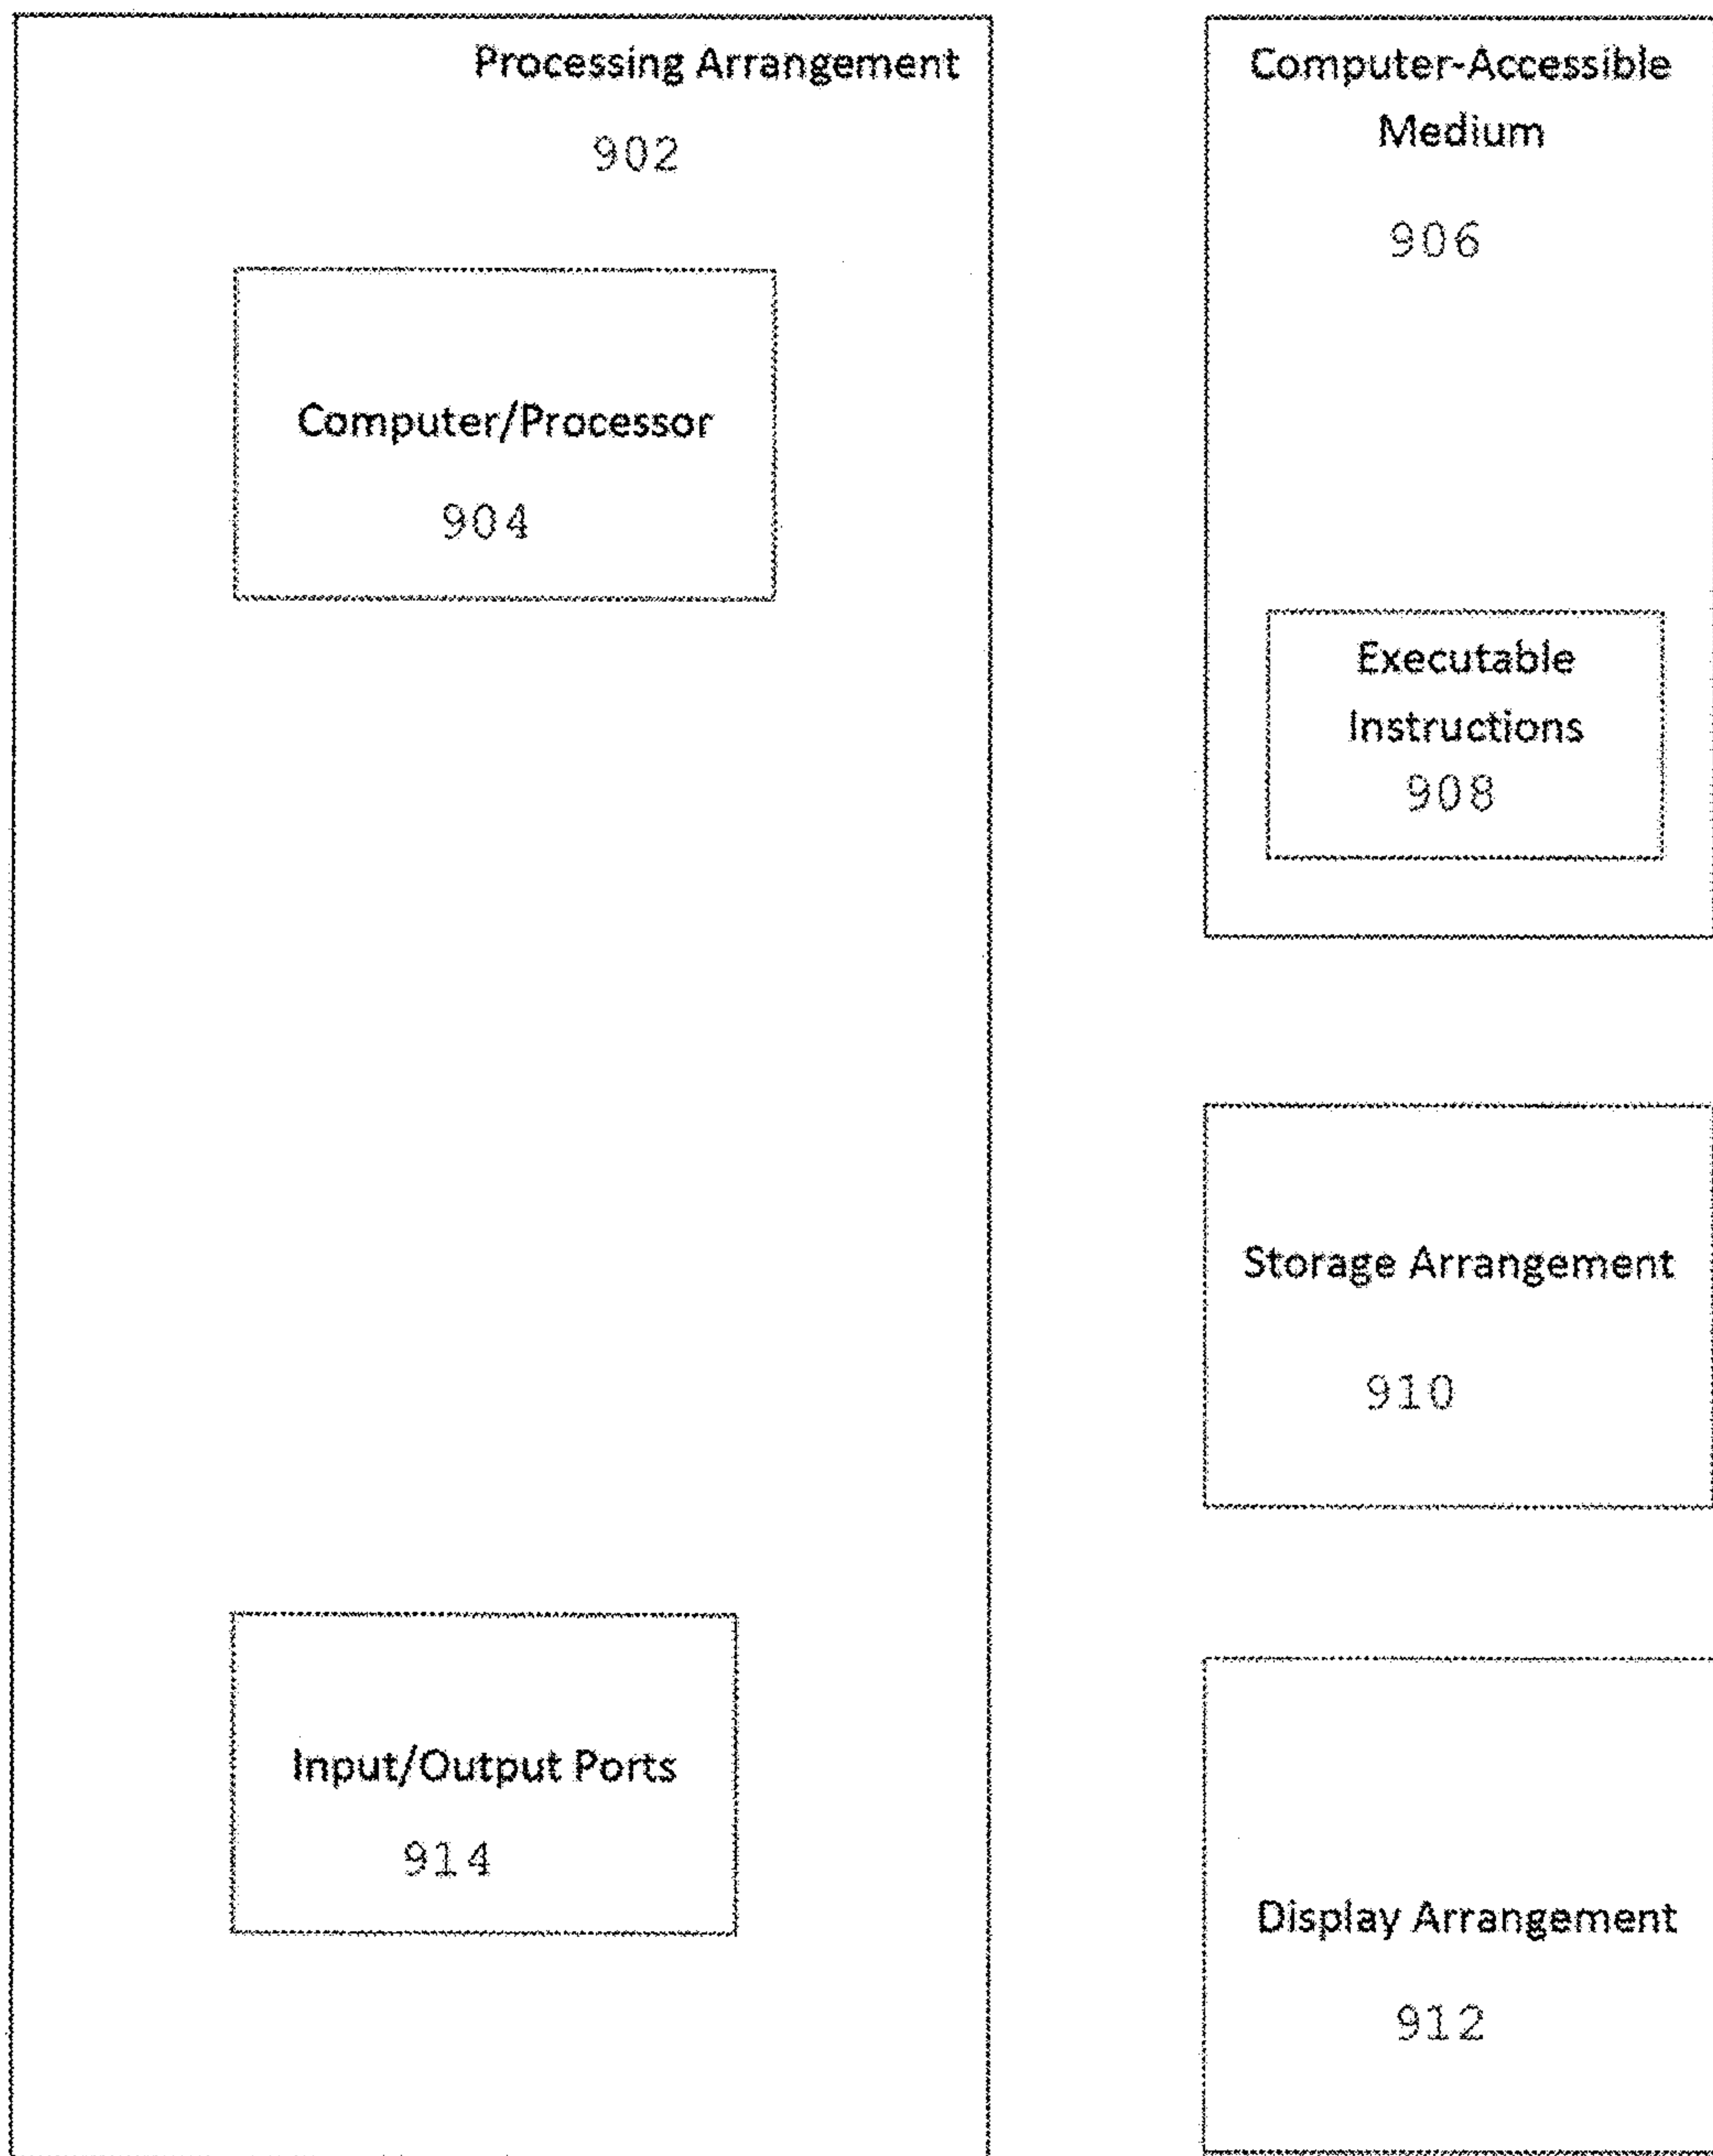 Processing Arrangement
902
Computer/Processor
904
Input/Output Ports
914
Computer-Accessible
Medium
906
Executable
Instructions
908
Storage Arrangement
910
Display Arrangement
912